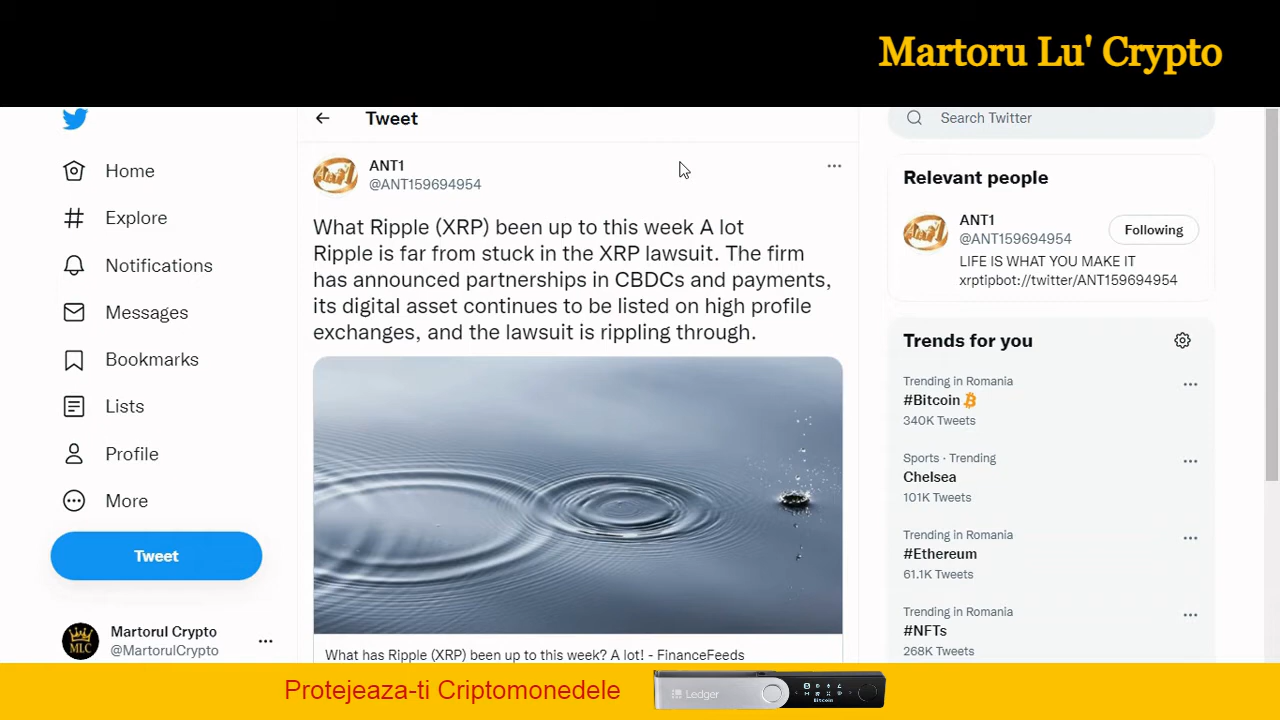 Martoru Lu' Crypto
Tweet
Search Twitter
Home
Explore
Notifications
Messages
Bookmarks
Lists
Profile
More
Tweet
Martorul Crypto
@MartorulCrypto
MLC
ANT1
@ANT159694954
What Ripple (XRP) been up to this week A lot
Ripple is far from stuck in the XRP lawsuit. The firm
has announced partnerships in CBDCs and payments,
its digital asset continues to be listed on high profile
exchanges, and the lawsuit is rippling through.
What has Ripple (XRP) been up to this week? A lot! - FinanceFeeds
Relevant people
ANT1
@ANT159694954
Following
LIFE IS WHAT YOU MAKE IT
xrptipbot://twitter/ANT159694954
Trends for you
Trending in Romania
#Bitcoin
340K Tweets
Sports · Trending
Chelsea
101K Tweets
Trending in Romania
#Ethereum
61.1K Tweets
Trending in Romania
#NFTs
268K Tweets
Protejeaza-ti Criptomonedele
Ledger
Bitcoin